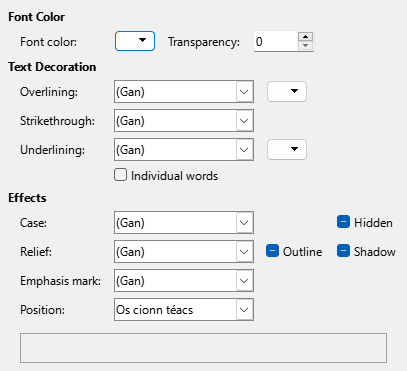 Font Color
Font color: Transparency: 0
Text Decoration
Overlining: (Gan)
Strikethrough: (Gan)
Underlining: (Gan)
Individual words
Effects
Case: (Gan) Hidden
Relief: (Gan) Outline Shadow
Emphasis mark: (Gan)
Position: Os cionn téacs